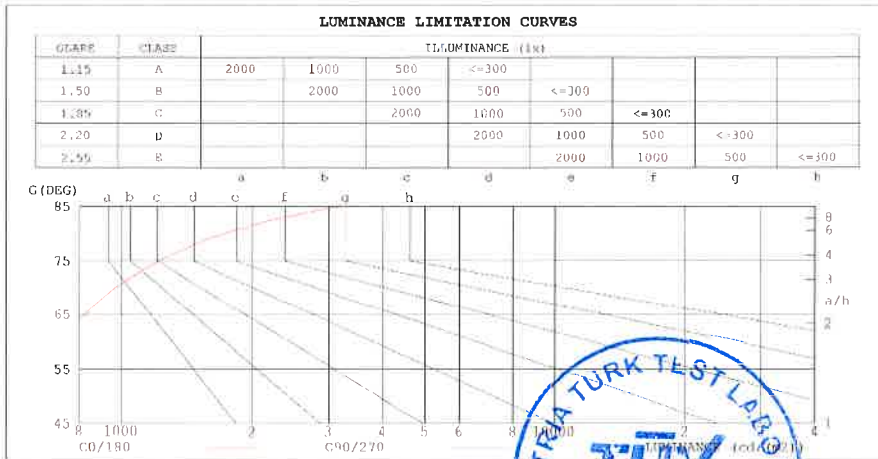 LUMINANCE LIMITATION CURVES
GLARE CLASS ILLUMINANCE (lx)
1.15 A 2000 1000 500 <=300
1.50 B 2000 1000 500 <=300
1.85 C 2000 1000 500 <=300
2.20 D 2000 1000 500 <=300
2.55 E 2000 1000 500 <=300
a b c d e f g h
G(DEG)
a b c d e f g h
85 8
6
75 4
3
a/h
65 2
55
45 1
8 1000 2 3 4 5 6 8 10000 2 4
C0/180 C90/270 LUMINANCE (cd/
TURK TEST LABO